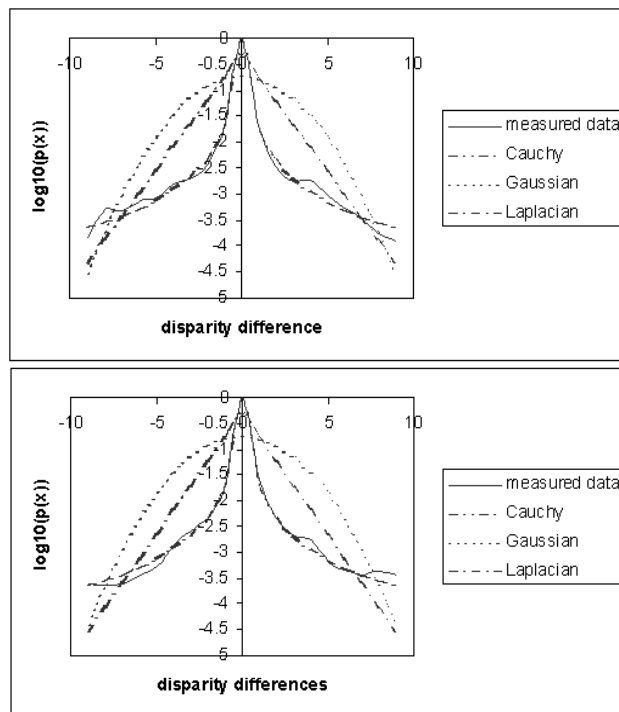 0
-10
-5
-0.5
0
5
10
-1
-1.5
-2
-2.5
-3
-3.5
-4
-4.5
5
log10(p(x))
disparity difference
measured data
Cauchy
Gaussian
Laplacian
0
-10
-5
-0.5
0
5
10
-1
-1.5
-2
-2.5
-3
-3.5
-4
-4.5
5
log10(p(x))
disparity differences
measured data
Cauchy
Gaussian
Laplacian